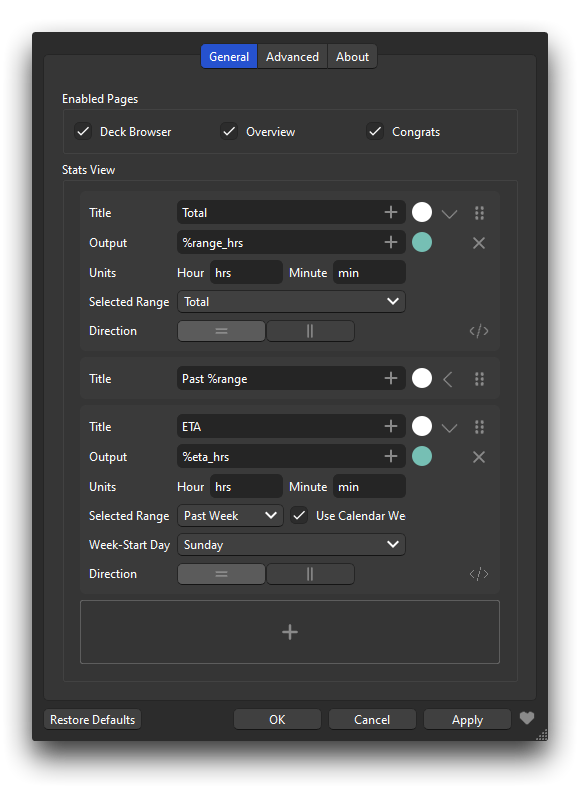 General Advanced About
Enabled Pages
Deck Browser Overview Congrats
Stats View
Title Total
Output %range_hrs
Units Hour hrs Minute min
Selected Range Total
Direction
Title Past %range
Title ETA
Output %eta_hrs
Units Hour hrs Minute min
Selected Range Past Week Use Calendar We
Week-Start Day Sunday
Direction
Restore Defaults OK Cancel Apply